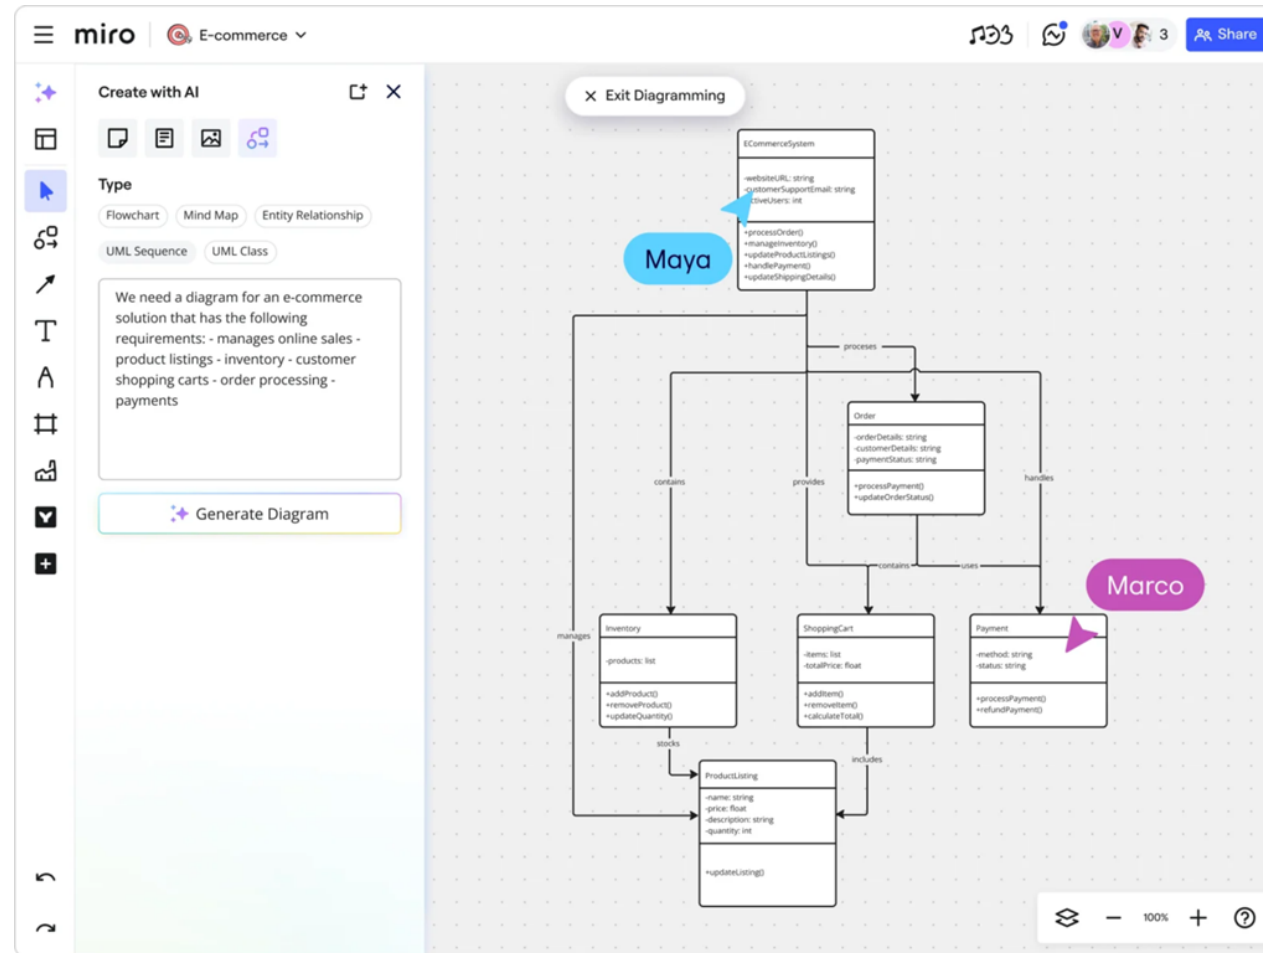 miro
E-commerce
V
3
Share
Create with AI
Type
Flowchart
Mind Map
Entity Relationship
UML Sequence
UML Class
We need a diagram for an e-commerce
solution that has the following
requirements: - manages online sales -
product listings - inventory - customer
shopping carts - order processing -
payments
Generate Diagram
Exit Diagramming
ECommerceSystem
-websiteURL: string
-customerSupportEmail: string
ctiveUsers: int
+processOrder()
+manageInventory()
+updateProductListings()
+handlePayment()
+updateShippingDetails()
Maya
proceses
Order
-orderDetails: string
-customerDetails: string
-paymentStatus: string
+processPayment()
+updateOrderStatus()
contains
provides
handles
contains
uses
Marco
manages
Inventory
-products: list
+addProduct()
+removeProduct()
+updateQuantity()
ShoppingCart
-items: list
-totalPrice: float
+addItem()
+removeItem()
+calculateTotal()
Payment
-method: string
-status: string
+processPayment()
+refundPayment()
stocks
includes
ProductListing
-name: string
-price: float
-description: string
-quantity: int
+updateListing()
100%